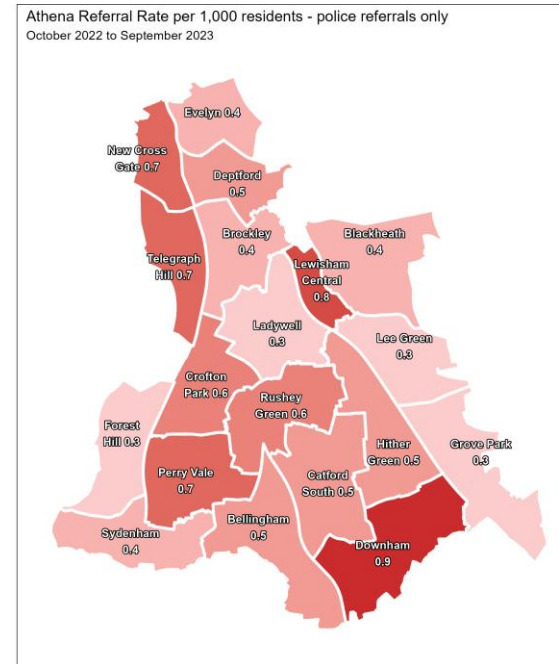 Athena Referral Rate per 1,000 residents - police referrals only
October 2022 to September 2023
Evelyn 0.4
New Cross
Gate 0.7
Deptford
0.5
Brockley
0.4
Blackheath
0.4
Telegraph
Hill 0.7
Lewisham
Central
0.8
Ladywell
0.3
Lee Green
0.3
Crofton
Park 0.6
Rushey
Green 0.6
Forest
Hill 0.3
Hither
Green 0.5
Grove Park
0.3
Perry Vale
0.7
Catford
South 0.5
Sydenham
0.4
Bellingham
0.5
Downham
0.9